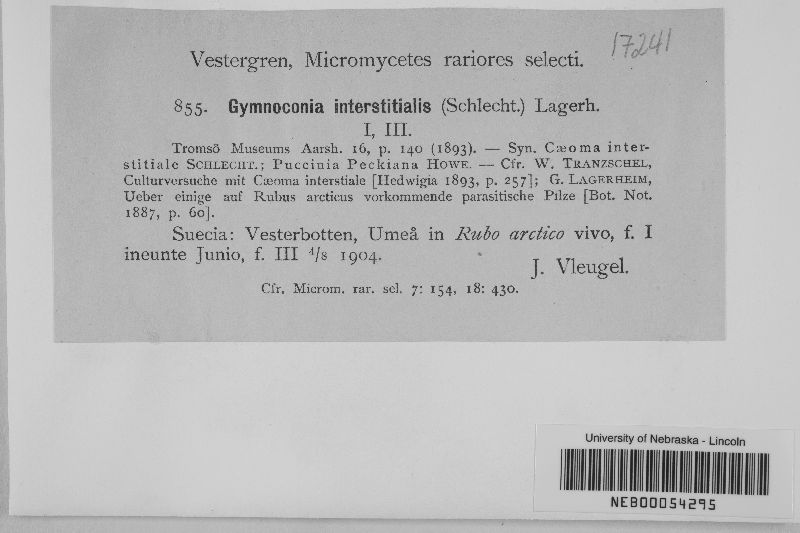 17241
Vestergren, Micromycetes rariores selecti.
855. Gymnoconia interstitialis (Schlecht.) Lagerh.
I, III.
Tromsö Museums Aarsh. 16, p. 140 (1893). — Syn. Cæoma inter-
stitiale SCHLECHT.; Puccinia Peckiana HOWE. — Cfr. W. TRANZSCHEL,
Culturversuche mit Cæoma interstiale [Hedwigia 1893, p. 257]; G. LAGERHEIM,
Ueber einige auf Rubus arcticus vorkommende parasitische Pilze [Bot. Not.
1887, p. 60].
Suecia: Vesterbotten, Umeå in Rubo arctico vivo, f. I
ineunte Junio, f. III 4/8 1904.
J. Vleugel.
Cfr. Microm. rar. sel. 7: 154, 18: 430.
University of Nebraska - Lincoln
NEB00054295